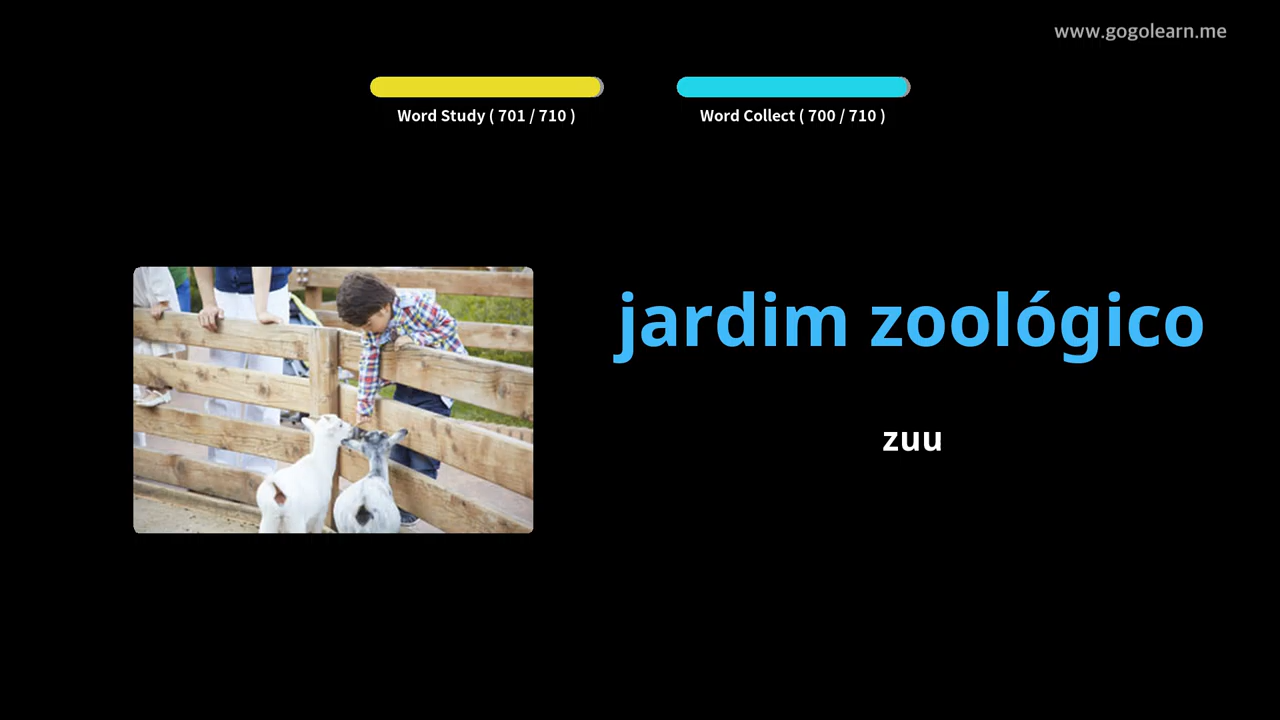 www.gogolearn.me
Word Study ( 701 / 710 )
Word Collect ( 700 / 710 )
jardim zoológico
zuu